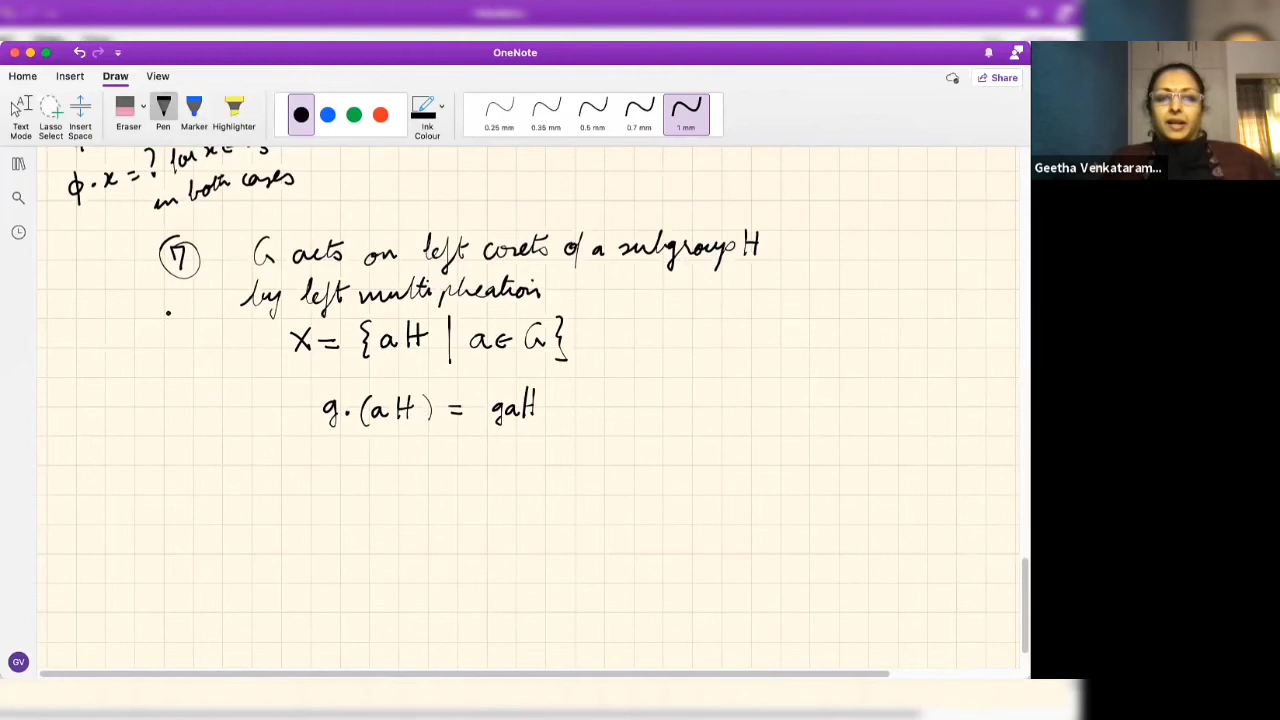 OneNote
Home Insert Draw View
Share
Text Mode
Lasso Select
Insert Space
Eraser
Pen
Marker
Highlighter
Ink Colour
0.25 mm
0.35 mm
0.5 mm
0.7 mm
1 mm
Geetha Venkataram...
φ·x = ? for x ∈
in both cases
⑦ G acts on left cosets of a subgroup H
by left multiplication
X = {aH | a ∈ G}
g·(aH) = gaH
GV